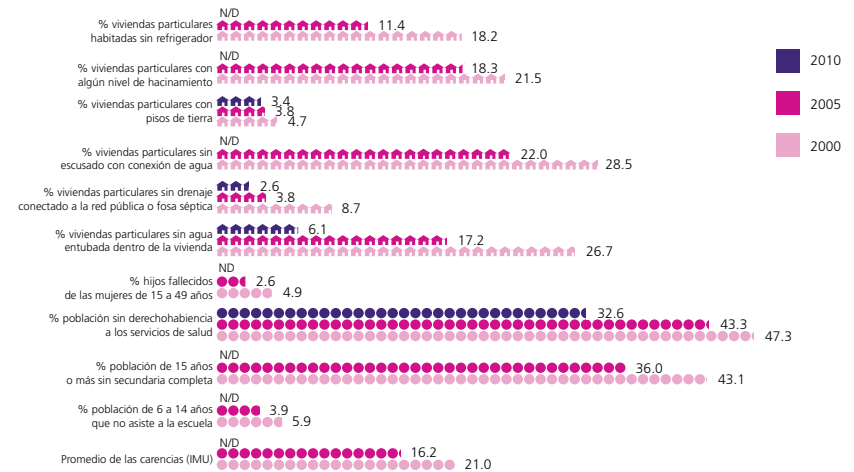 N/D
% viviendas particulares
habitadas sin refrigerador
11.4
18.2
N/D
% viviendas particulares con
algún nivel de hacinamiento
18.3
21.5
% viviendas particulares con
pisos de tierra
3.4
3.8
4.7
N/D
% viviendas particulares sin
escusado con conexión de agua
22.0
28.5
% viviendas particulares sin drenaje
conectado a la red pública o fosa séptica
2.6
3.8
8.7
% viviendas particulares sin agua
entubada dentro de la vivienda
6.1
17.2
26.7
ND
% hijos fallecidos
de las mujeres de 15 a 49 años
2.6
4.9
% población sin derechohabiencia
a los servicios de salud
32.6
43.3
47.3
N/D
% población de 15 años
o más sin secundaria completa
36.0
43.1
N/D
% población de 6 a 14 años
que no asiste a la escuela
3.9
5.9
N/D
Promedio de las carencias (IMU)
16.2
21.0
2010
2005
2000